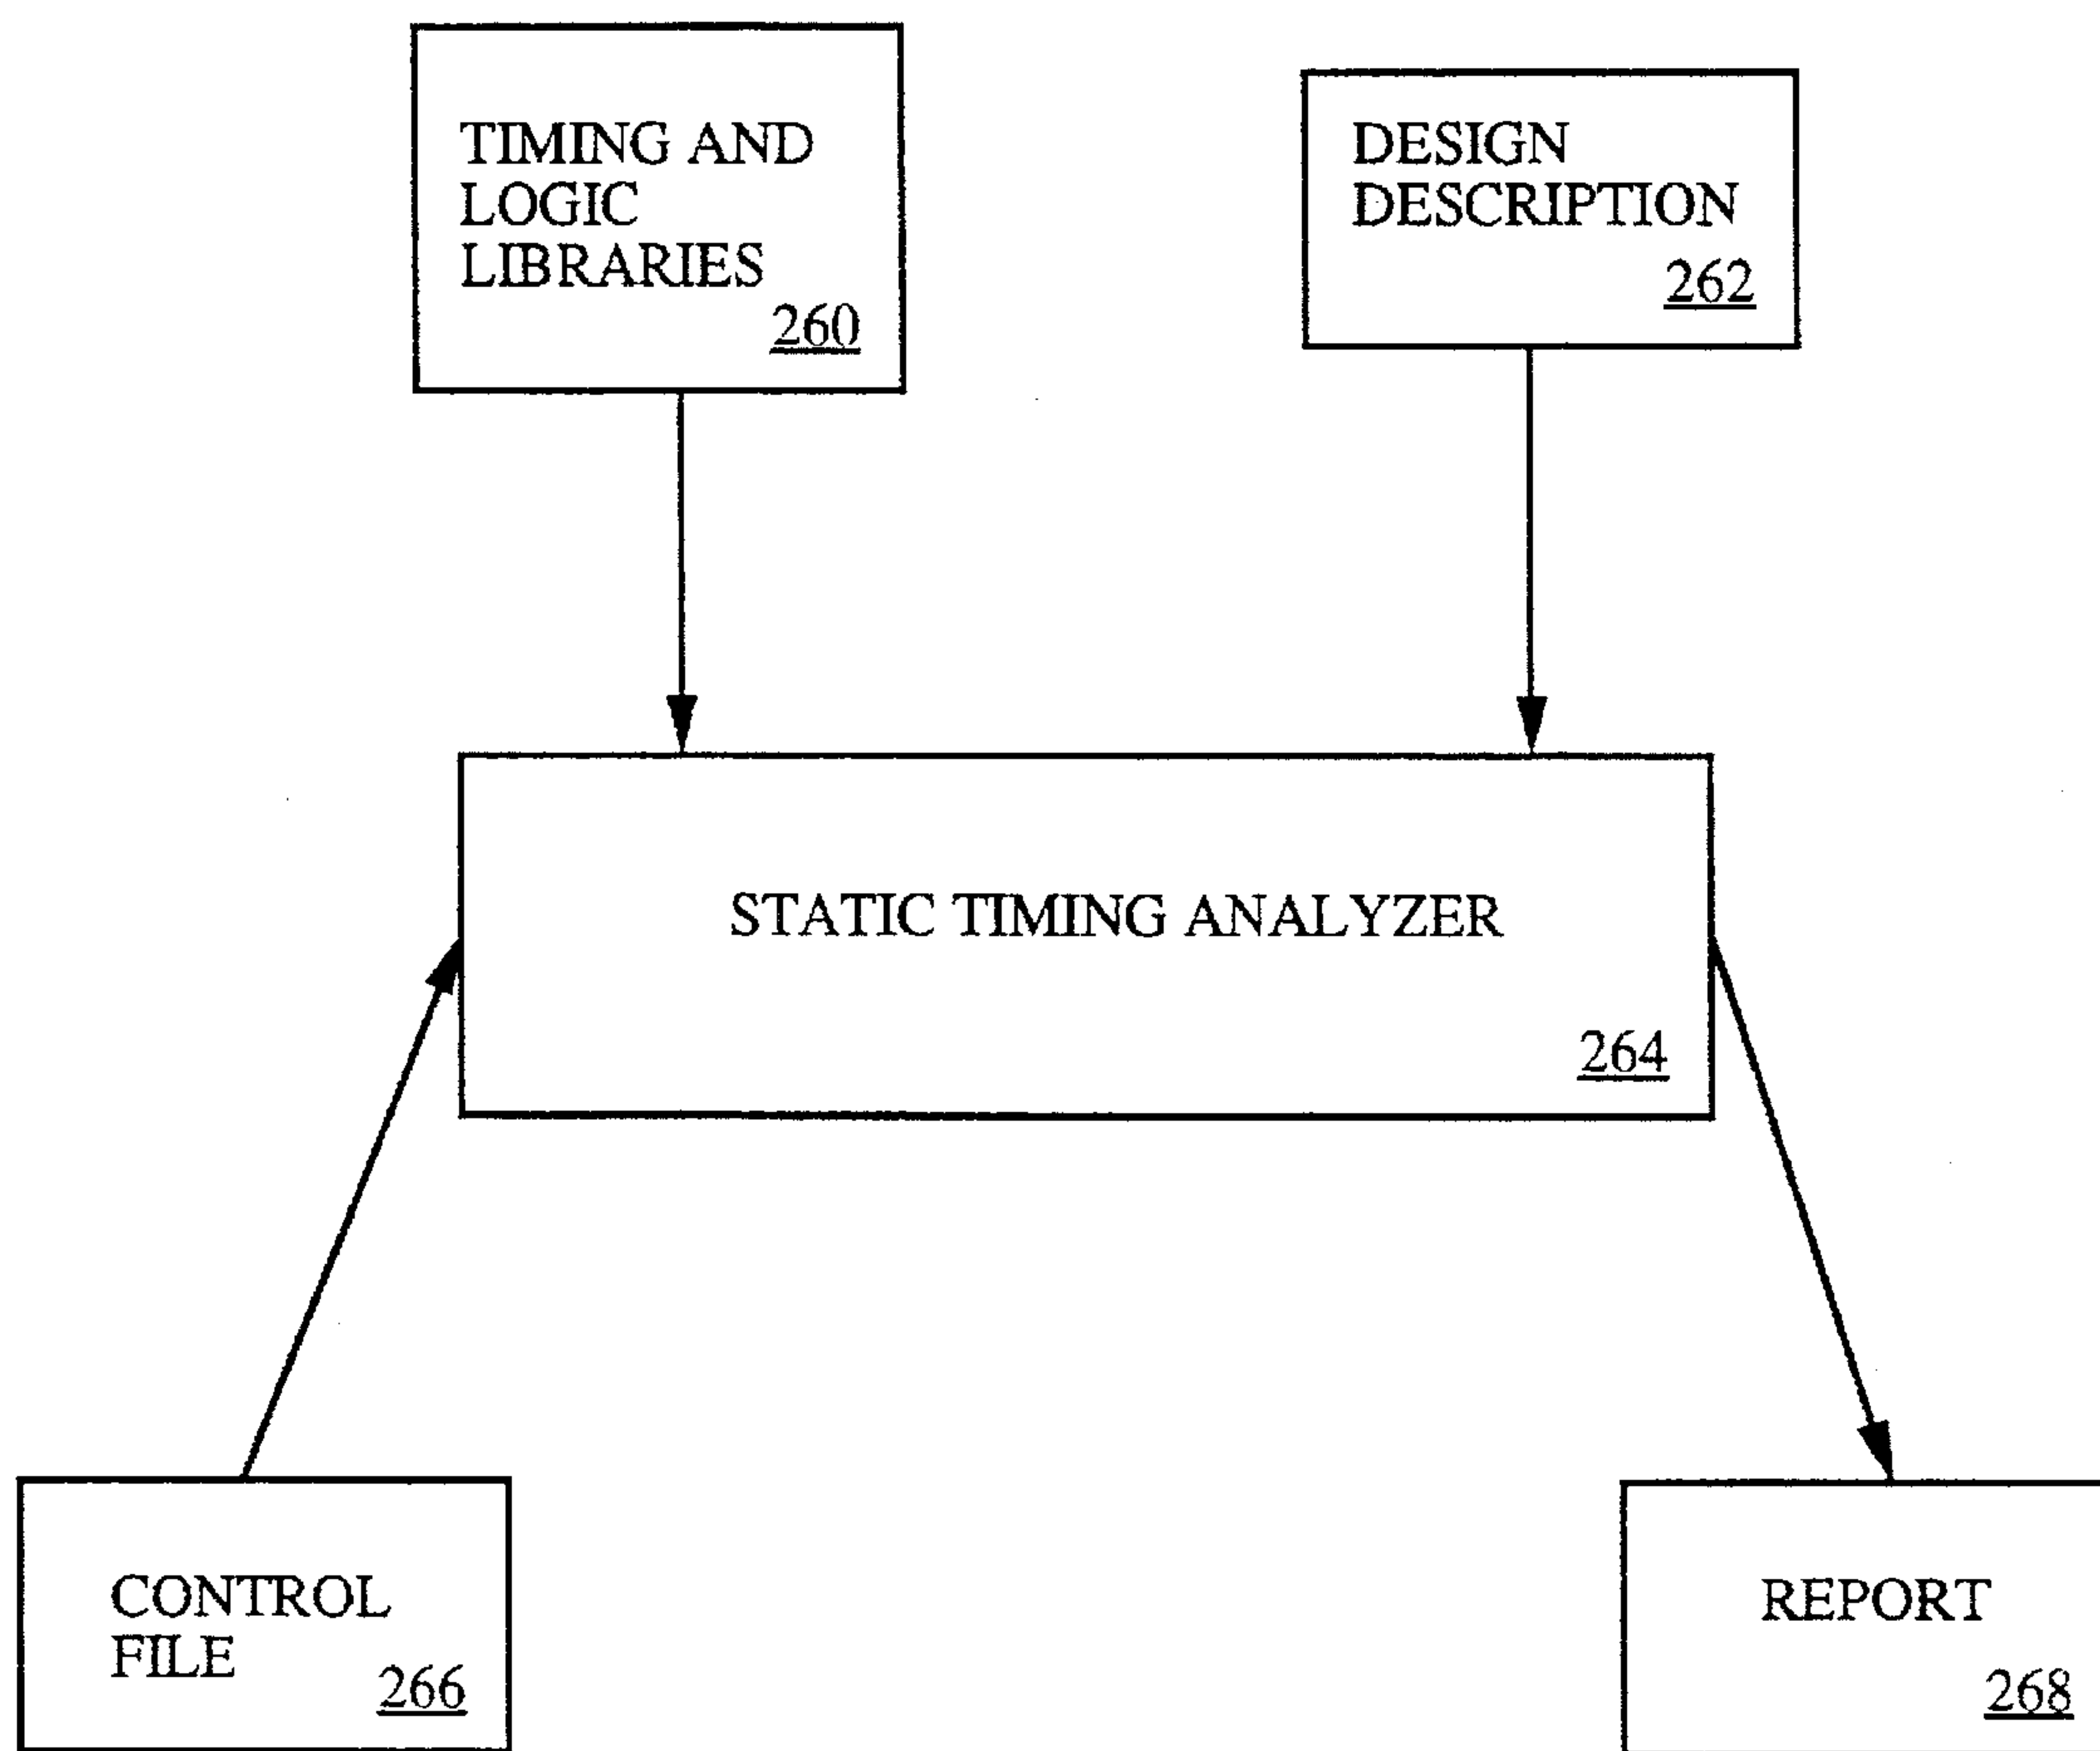 TIMING AND
LOGIC
LIBRARIES
260
DESIGN
DESCRIPTION
262
STATIC TIMING ANALYZER
264
CONTROL
FILE
266
REPORT
268